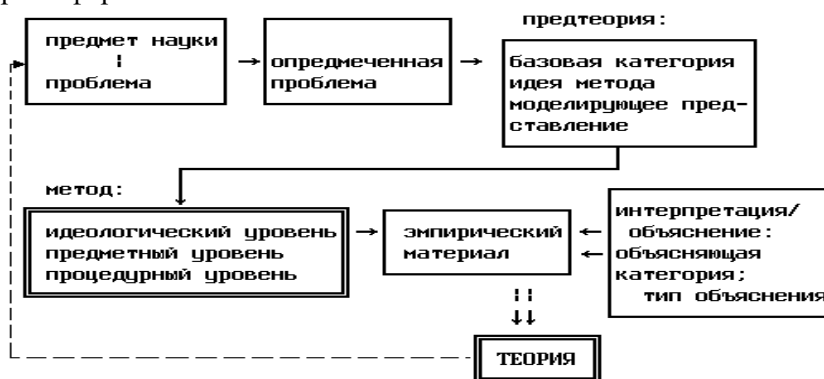 предтеория:
предмет науки
проблема
опредмеченная
проблема
базовая категория
идея метода
моделирующее пред-
ставление
метод:
идеологический уровень
предметный уровень
процедурный уровень
эмпирический
материал
интерпретация/
объяснение:
объясняющая
категория;
тип объяснения
ТЕОРИЯ